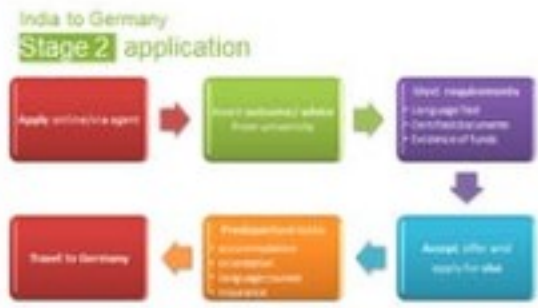 India to Germany
Stage 2 application
Apply online/via agent
Await outcome/ advice
from university
Meet requirements
Language Test
Certified documents
Evidence of funds
Accept offer and
apply for visa
Predeparture
accommodation
orientation
language courses
insurance
Travel to Germany